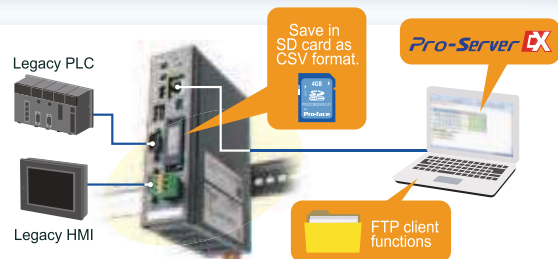 Legacy PLC
Legacy HMI
Save in
SD card as
CSV format.
4GB
SD
Pro-face
Pro-Server EX
FTP client
functions